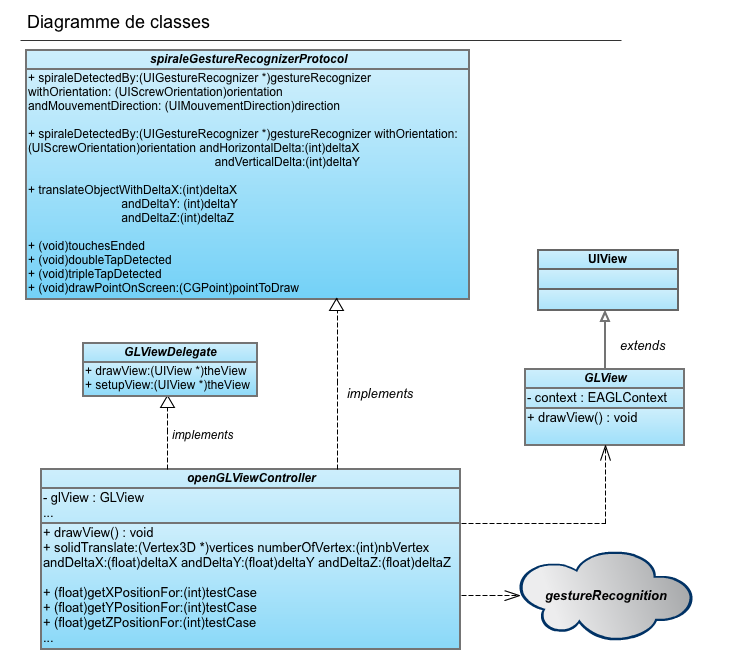 Diagramme de classes
spiraleGestureRecognizerProtocol
+ spiraleDetectedBy:(UIGestureRecognizer *)gestureRecognizer
withOrientation: (UIScrewOrientation)orientation
andMouvementDirection: (UIMouvementDirection)direction
+ spiraleDetectedBy:(UIGestureRecognizer *)gestureRecognizer withOrientation:
(UIScrewOrientation)orientation andHorizontalDelta:(int)deltaX
andVerticalDelta:(int)deltaY
+ translateObjectWithDeltaX:(int)deltaX
andDeltaY: (int)deltaY
andDeltaZ:(int)deltaZ
+ (void)touchesEnded
+ (void)doubleTapDetected
+ (void)tripleTapDetected
+ (void)drawPointOnScreen:(CGPoint)pointToDraw
UIView
extends
GLViewDelegate
+ drawView:(UIView *)theView
+ setupView:(UIView *)theView
implements
implements
GLView
- context : EAGLContext
+ drawView() : void
openGLViewController
- glView : GLView
...
+ drawView() : void
+ solidTranslate:(Vertex3D *)vertices numberOfVertex:(int)nbVertex
andDeltaX:(float)deltaX andDeltaY:(float)deltaY andDeltaZ:(float)deltaZ
+ (float)getXPositionFor:(int)testCase
+ (float)getYPositionFor:(int)testCase
+ (float)getZPositionFor:(int)testCase
...
gestureRecognition